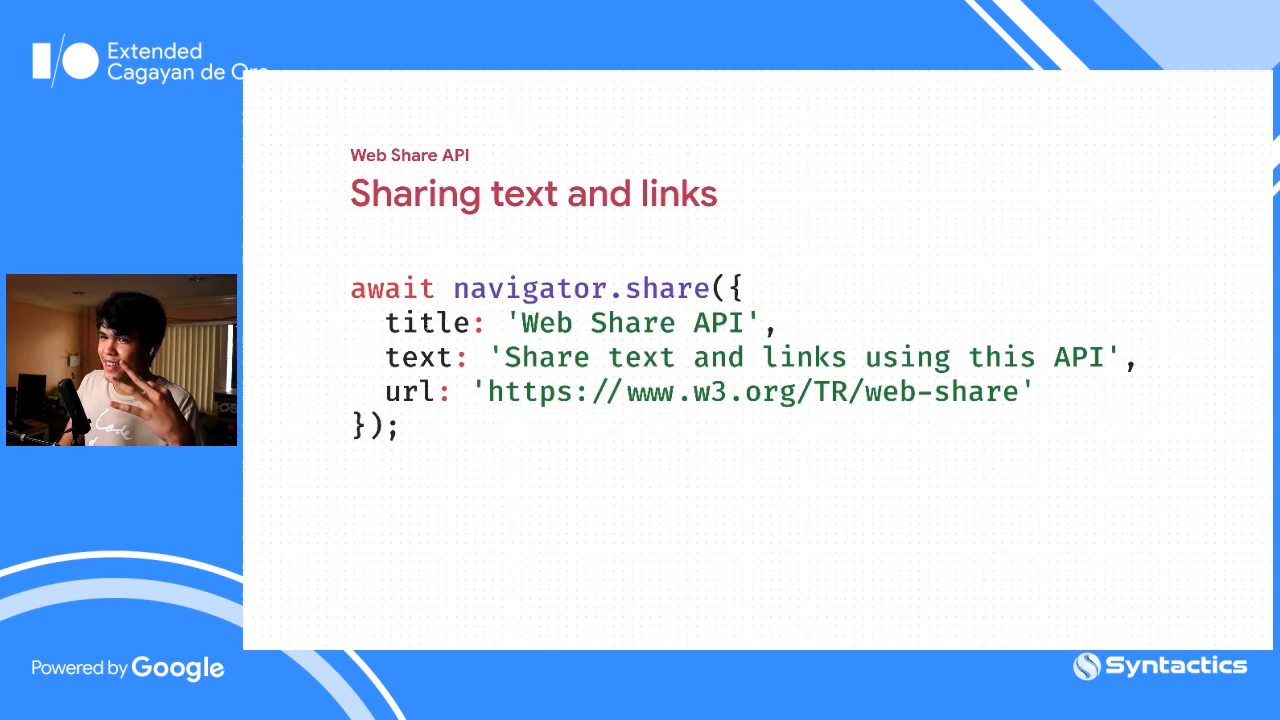 I/O Extended
Cagayan de Oro
Web Share API
Sharing text and links
await navigator.share({
title: 'Web Share API',
text: 'Share text and links using this API',
url: 'https://www.w3.org/TR/web-share'
});
Code
Powered by Google
Syntactics